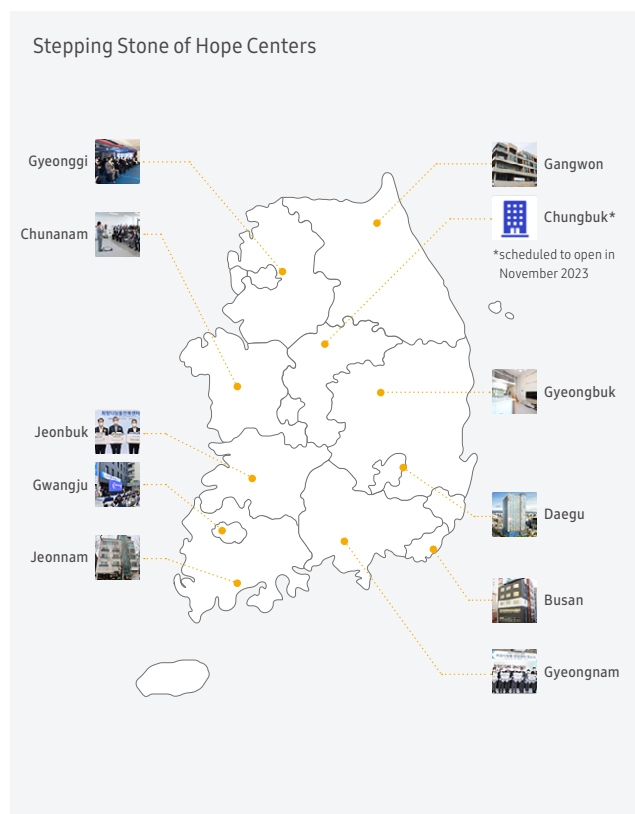 Stepping Stone of Hope Centers
Gyeonggi
Chunanam
Jeonbuk
Gwangju
Jeonnam
Gangwon
Chungbuk*
*scheduled to open in
November 2023
Gyeongbuk
Daegu
Busan
Gyeongnam